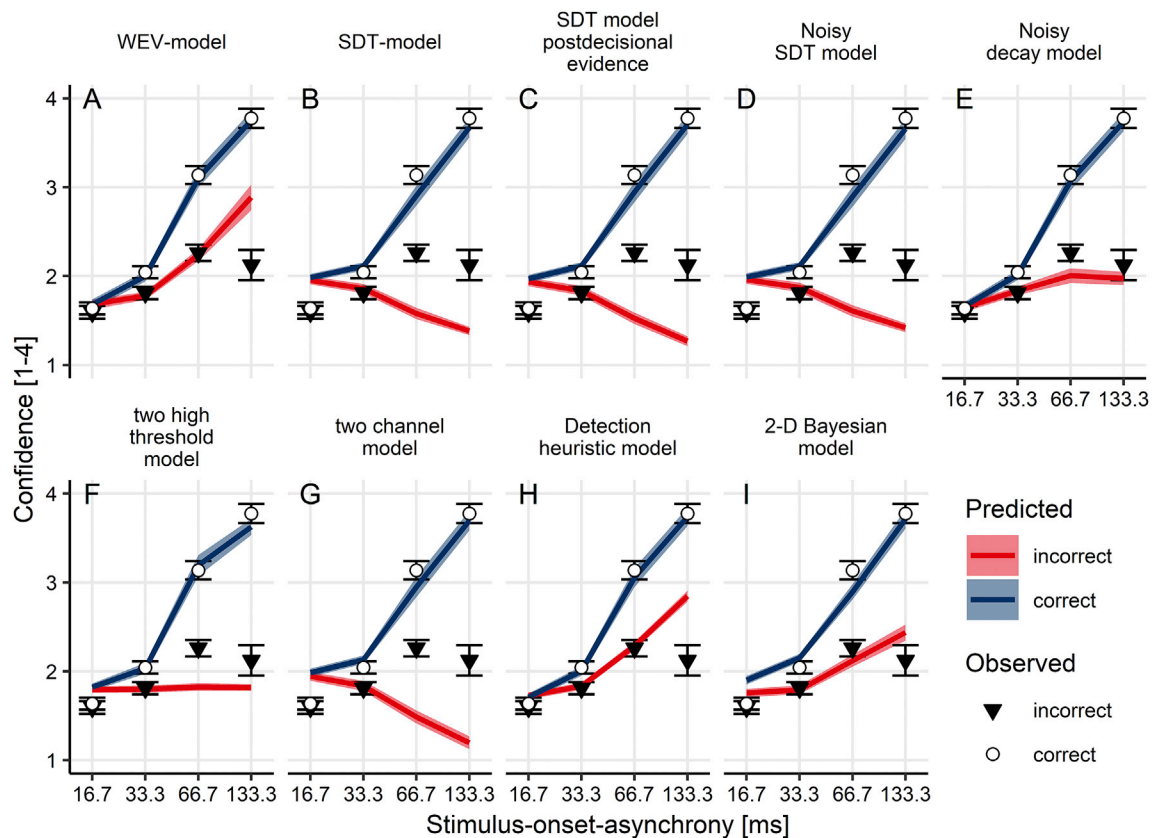 WEV-model
SDT-model
SDT model
postdecisional
evidence
Noisy
SDT model
Noisy
decay model
A
B
C
D
E
4
3
2
1
16.7
33.3
66.7
133.3
Confidence [1-4]
two high
threshold
model
two channel
model
Detection
heuristic model
2-D Bayesian
model
F
G
H
I
4
3
2
1
16.7 33.3 66.7 133.3
16.7 33.3 66.7 133.3
16.7 33.3 66.7 133.3
16.7 33.3 66.7 133.3
Stimulus-onset-asynchrony [ms]
Predicted
incorrect
correct
Observed
incorrect
correct